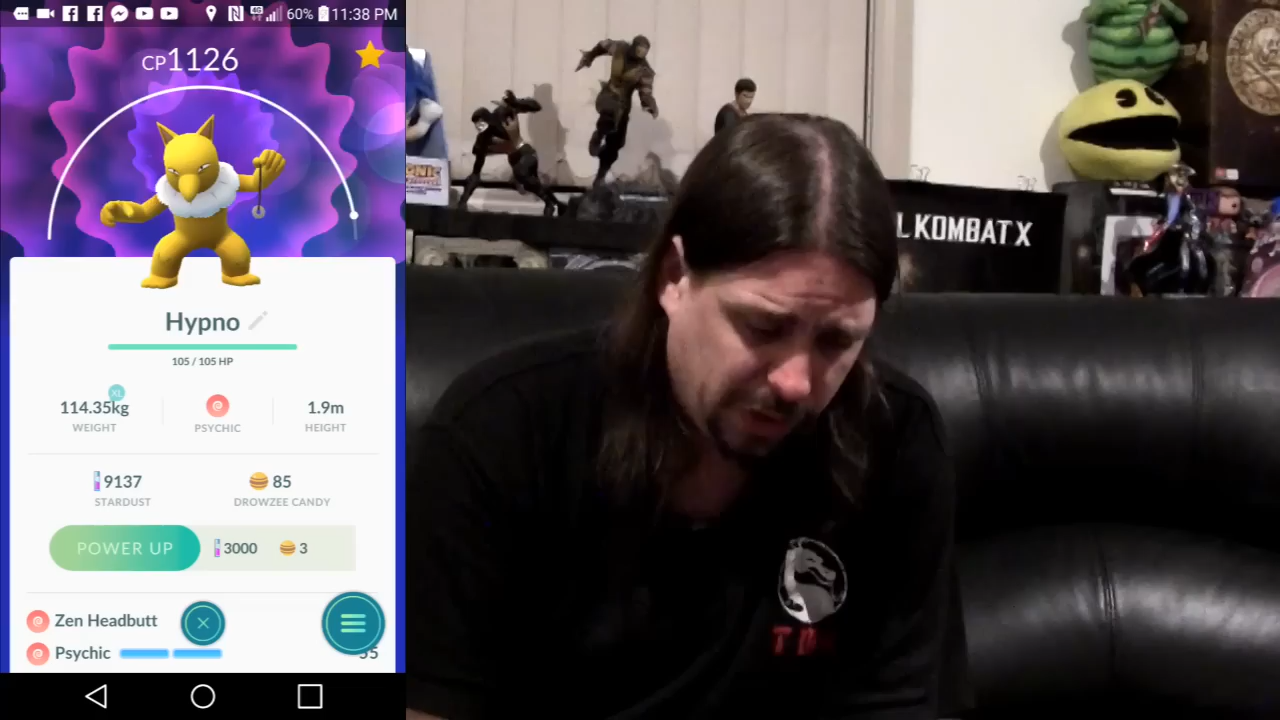 60% 11:38 PM
CP1126
Hypno
105 / 105 HP
XL
114.35kg
WEIGHT
PSYCHIC
1.9m
HEIGHT
9137
STARDUST
85
DROWZEE CANDY
POWER UP 3000 3
Zen Headbutt
Psychic
LKOMBAT X